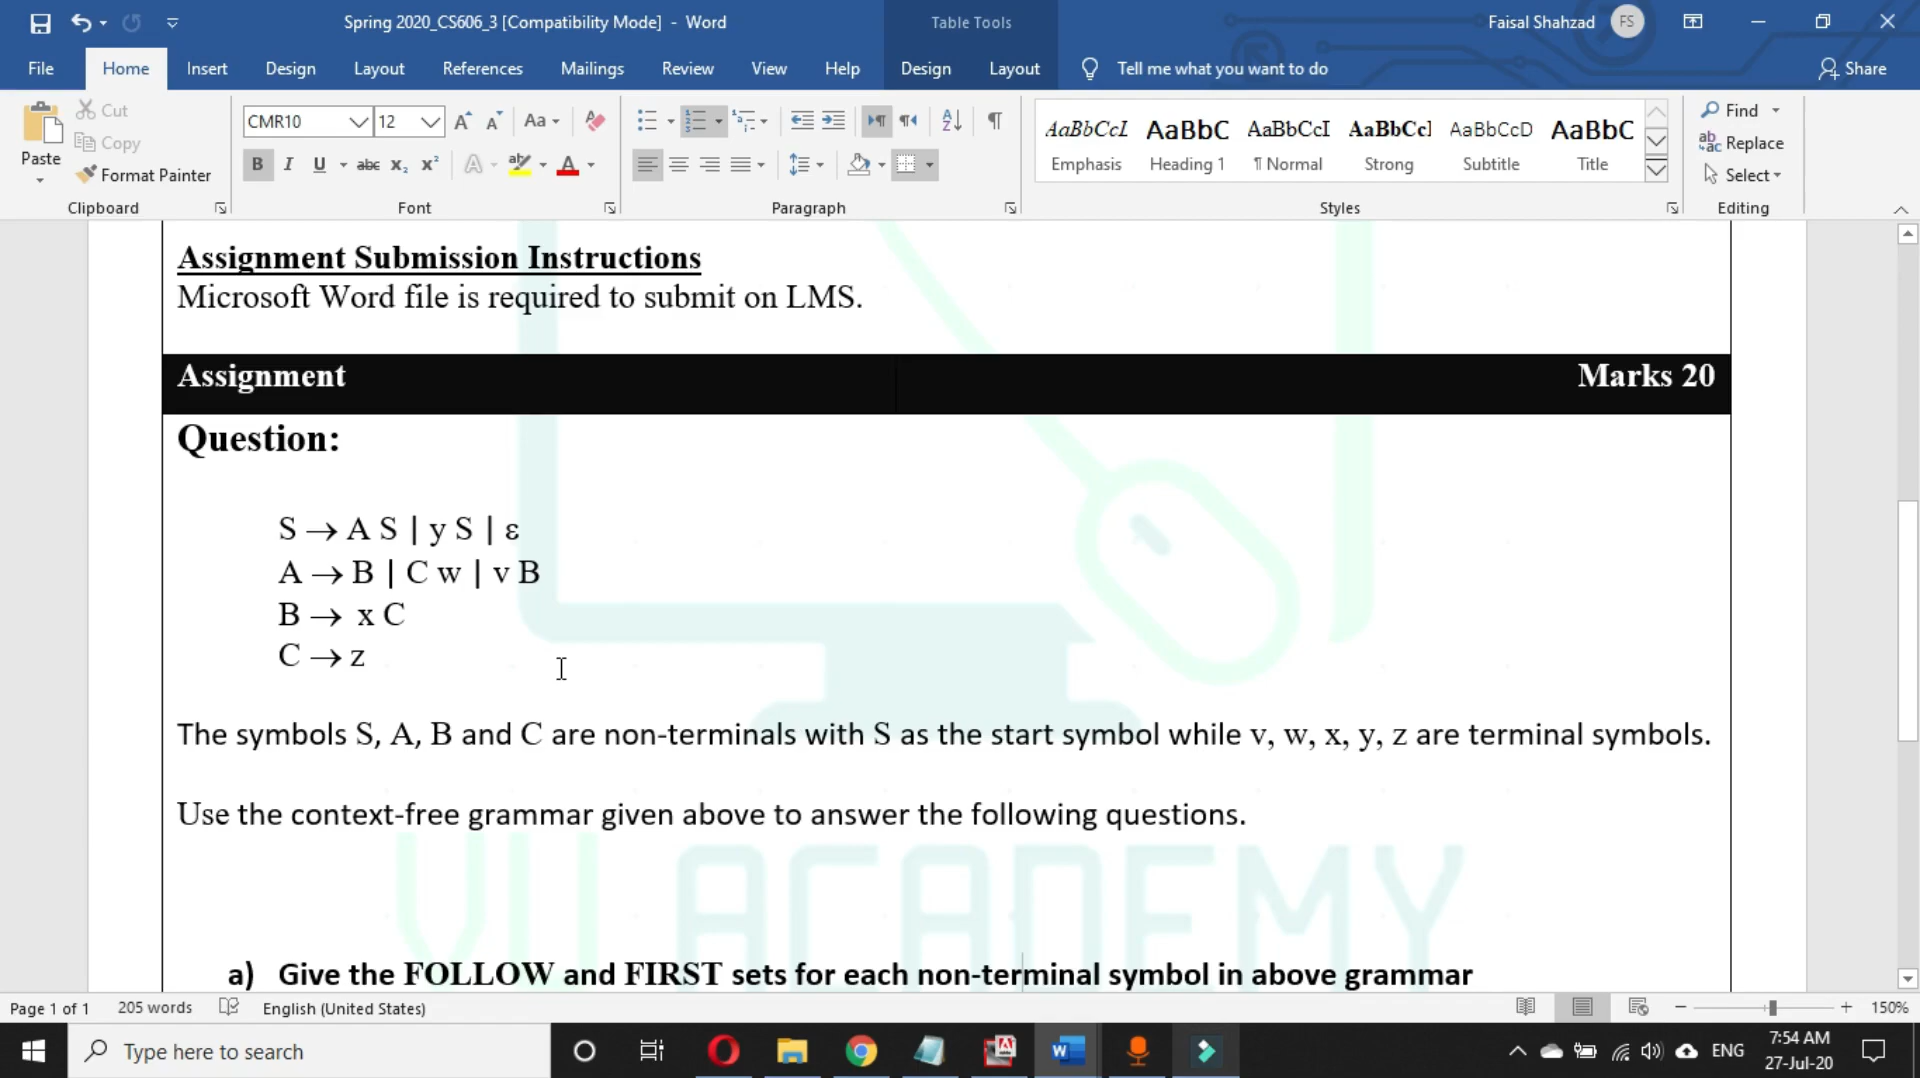 Spring 2020_CS606_3 [Compatibility Mode] - Word
Table Tools
Faisal Shahzad
FS
File Home Insert Design Layout References Mailings Review View Help Design Layout Tell me what you want to do Share
Paste
Cut
Copy
Format Painter
Clipboard
CMR10 12
Aa
B I U abc x₂ x²
A
Font
Paragraph
AaBbCcI AaBbC AaBbCcI AaBbCcl AaBbCcD AaBbC
Emphasis Heading 1 ¶ Normal Strong Subtitle Title
Styles
Find
Replace
Select
Editing
Assignment Submission Instructions
Microsoft Word file is required to submit on LMS.
Assignment Marks 20
Question:
S → A S | y S | ε
A → B | C w | v B
B → x C
C → z
The symbols S, A, B and C are non-terminals with S as the start symbol while v, w, x, y, z are terminal symbols.
Use the context-free grammar given above to answer the following questions.
VU ACADEMY
a) Give the FOLLOW and FIRST sets for each non-terminal symbol in above grammar
Page 1 of 1 205 words English (United States) 150%
Type here to search
ENG
7:54 AM
27-Jul-20